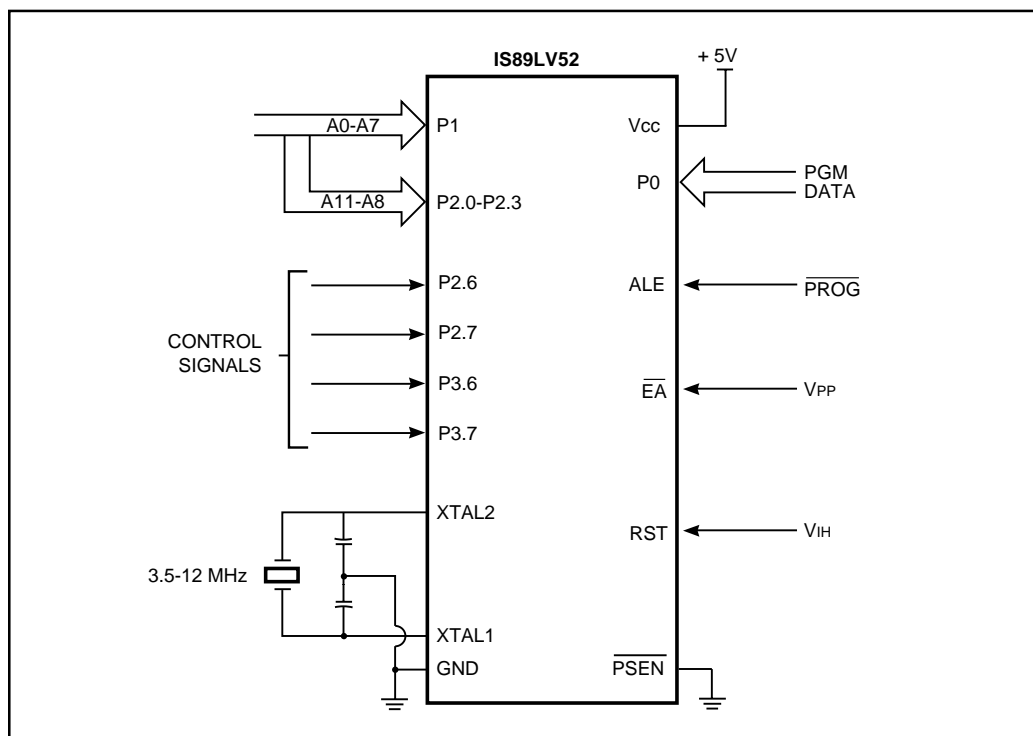 IS89LV52
+ 5V
A0-A7
P1
Vcc
P0
PGM
DATA
A11-A8
P2.0-P2.3
P2.6
ALE
PROG
P2.7
CONTROL
SIGNALS
P3.6
EA
VPP
P3.7
XTAL2
RST
VIH
3.5-12 MHz
XTAL1
GND
PSEN